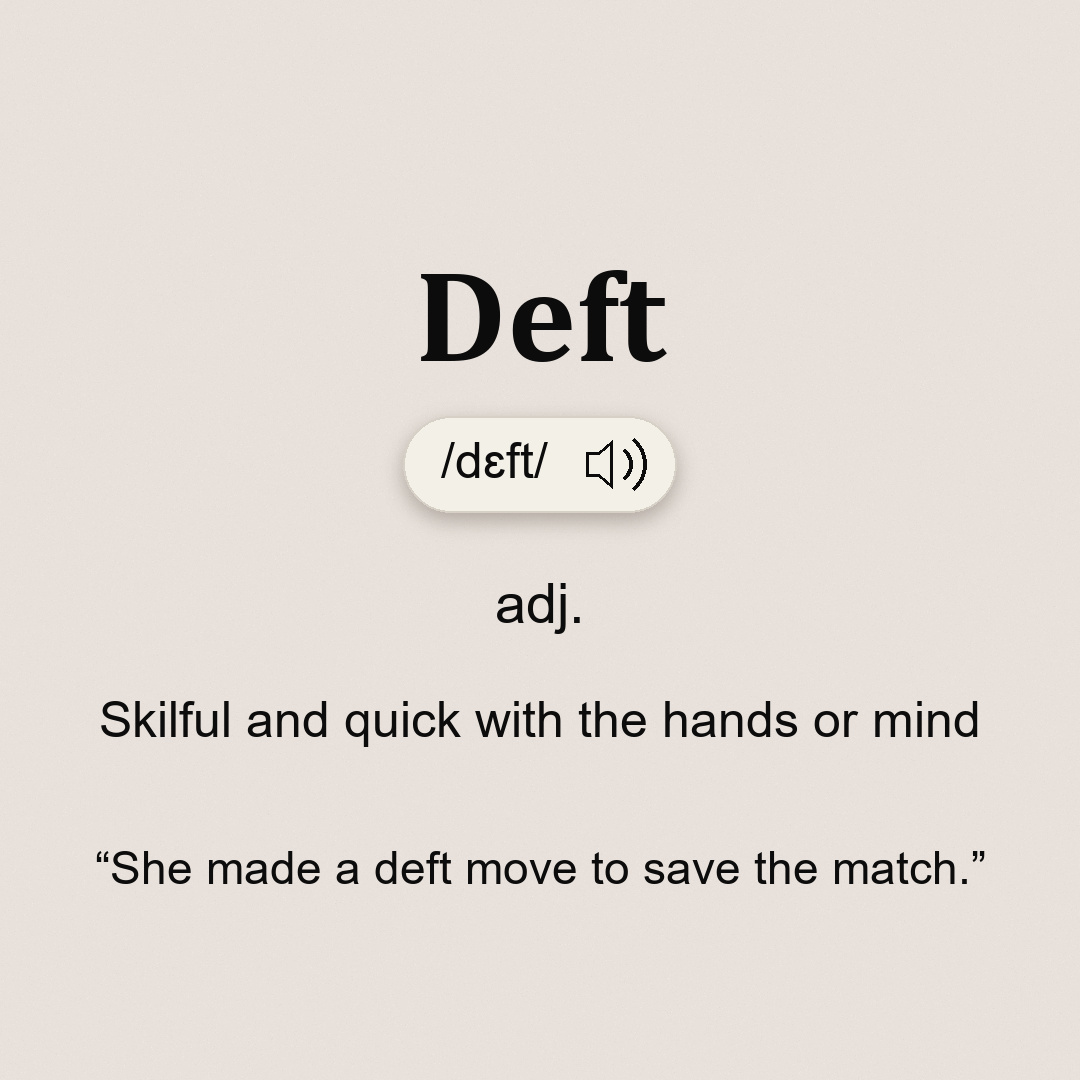 Deft
/dɛft/
adj.
Skilful and quick with the hands or mind
“She made a deft move to save the match.”